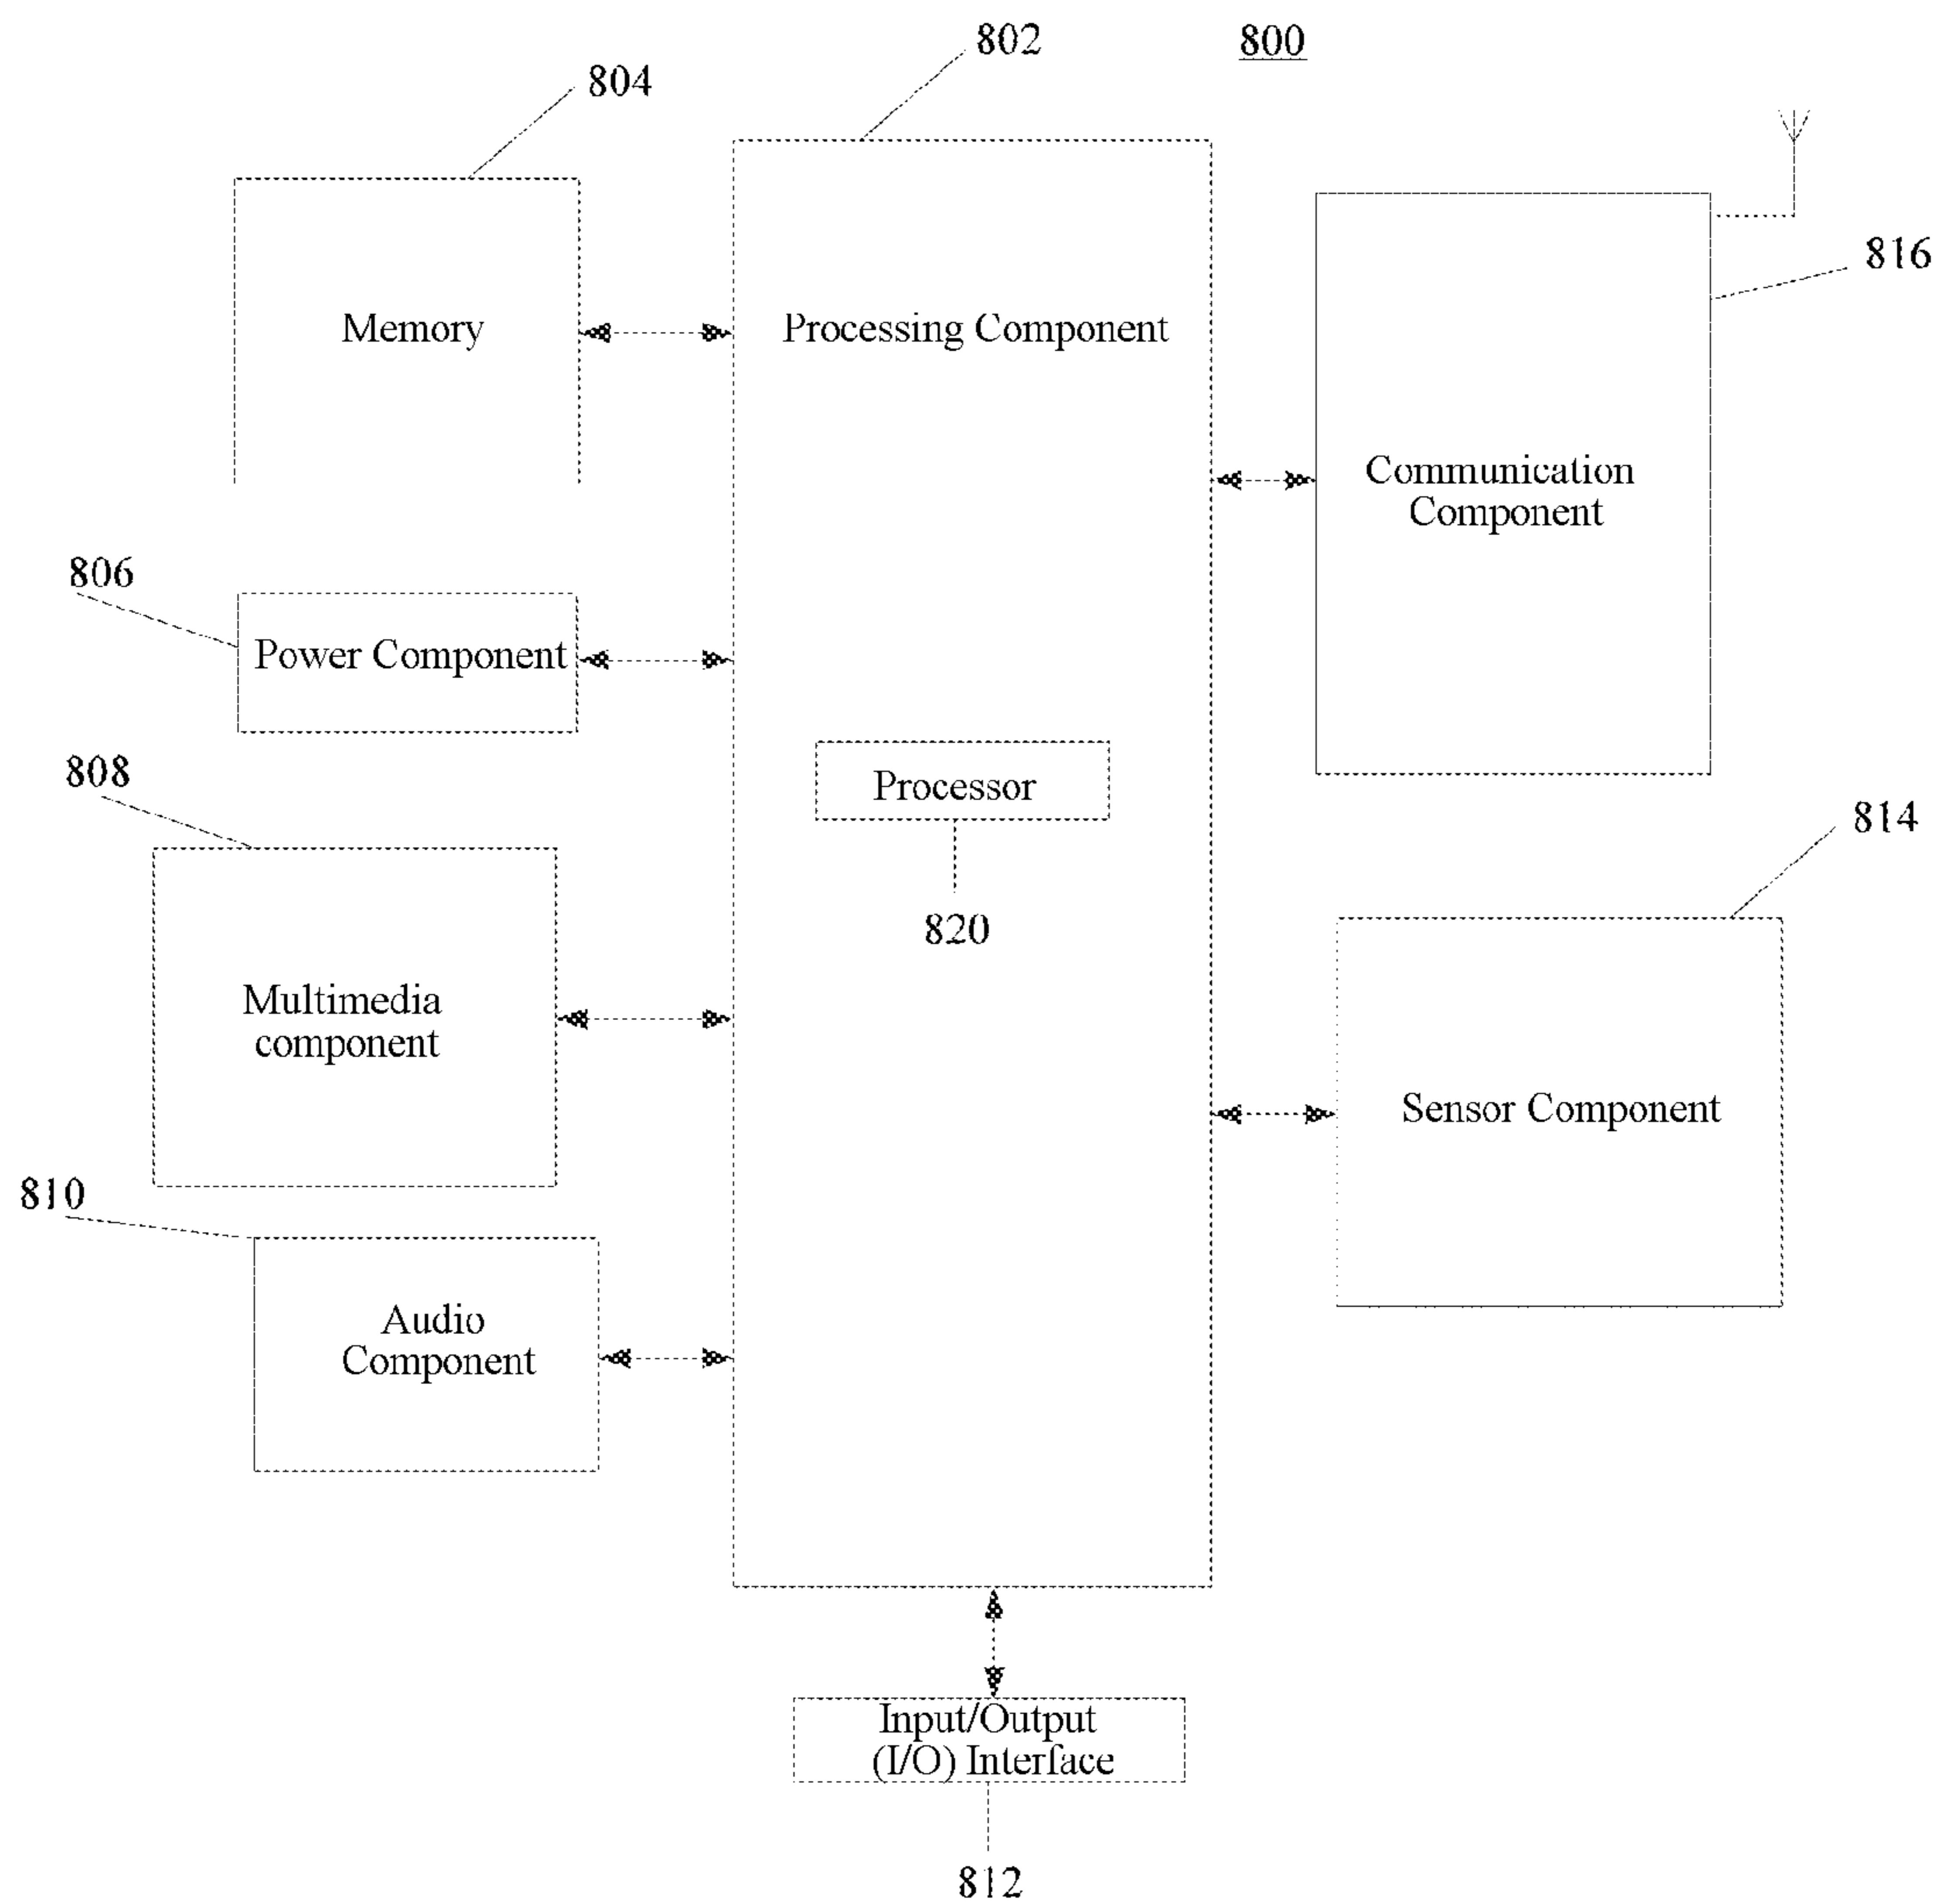 802
800
804
816
Memory
Processing Component
Communication
Component
806
Power Component
808
Processor
814
820
Multimedia
component
Sensor Component
810
Audio
Component
Input/Output
(I/O) Interface
812